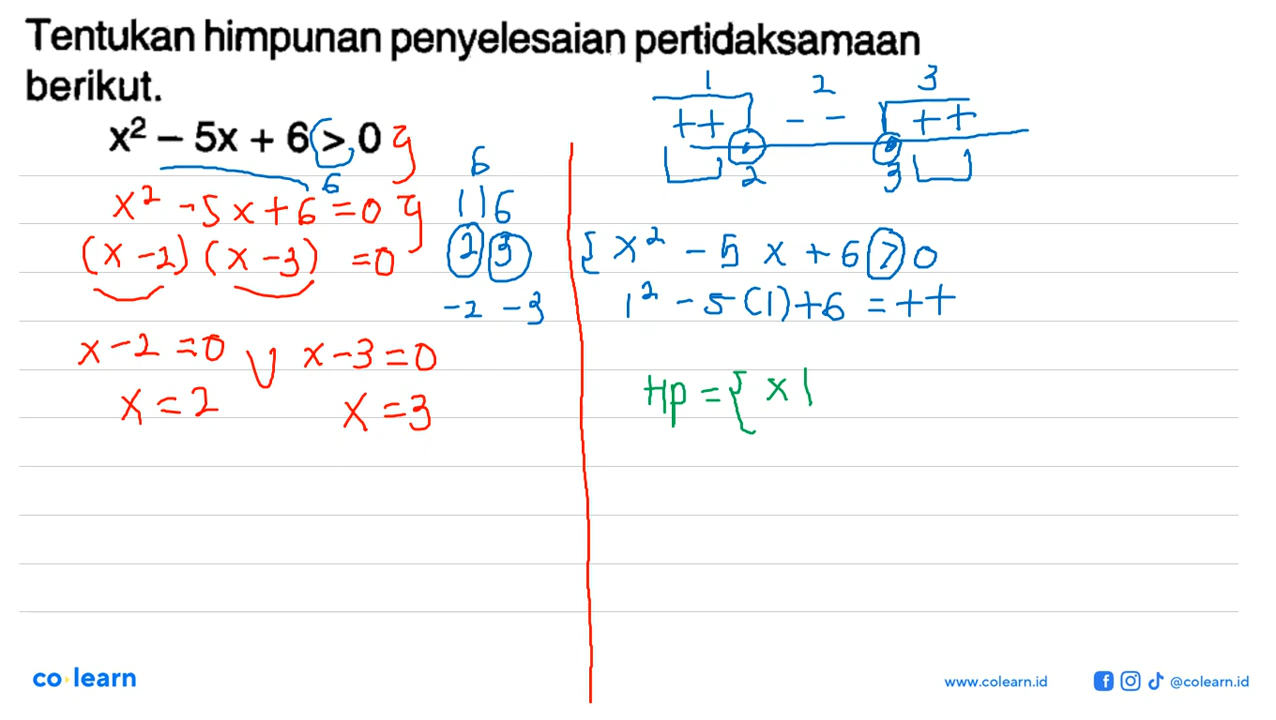 Tentukan himpunan penyelesaian pertidaksamaan
berikut.
x² – 5x + 6 > 0
6
x² - 5x + 6 = 0
(x - 2) (x - 3) = 0
x - 2 = 0 V x - 3 = 0
x = 2 x = 3
6
1 | 6
2 3
-2 -3
1 2 3
++ -- ++
2 3
{ x² - 5x + 6 > 0
1² - 5(1) + 6 = ++
Hp = { x |
co learn
www.colearn.id @colearn.id